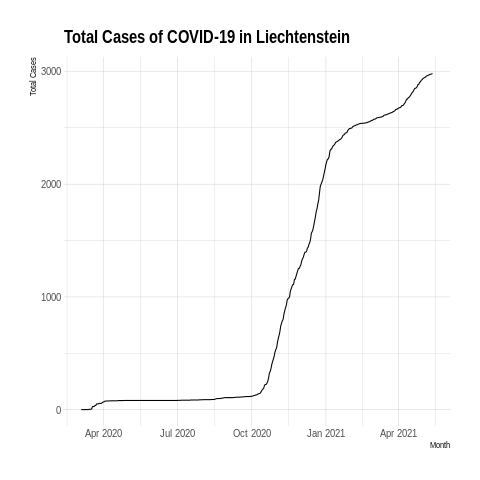 Total Cases of COVID-19 in Liechtenstein
Total Cases
3000
2000
1000
0
Apr 2020 Jul 2020 Oct 2020 Jan 2021 Apr 2021
Month